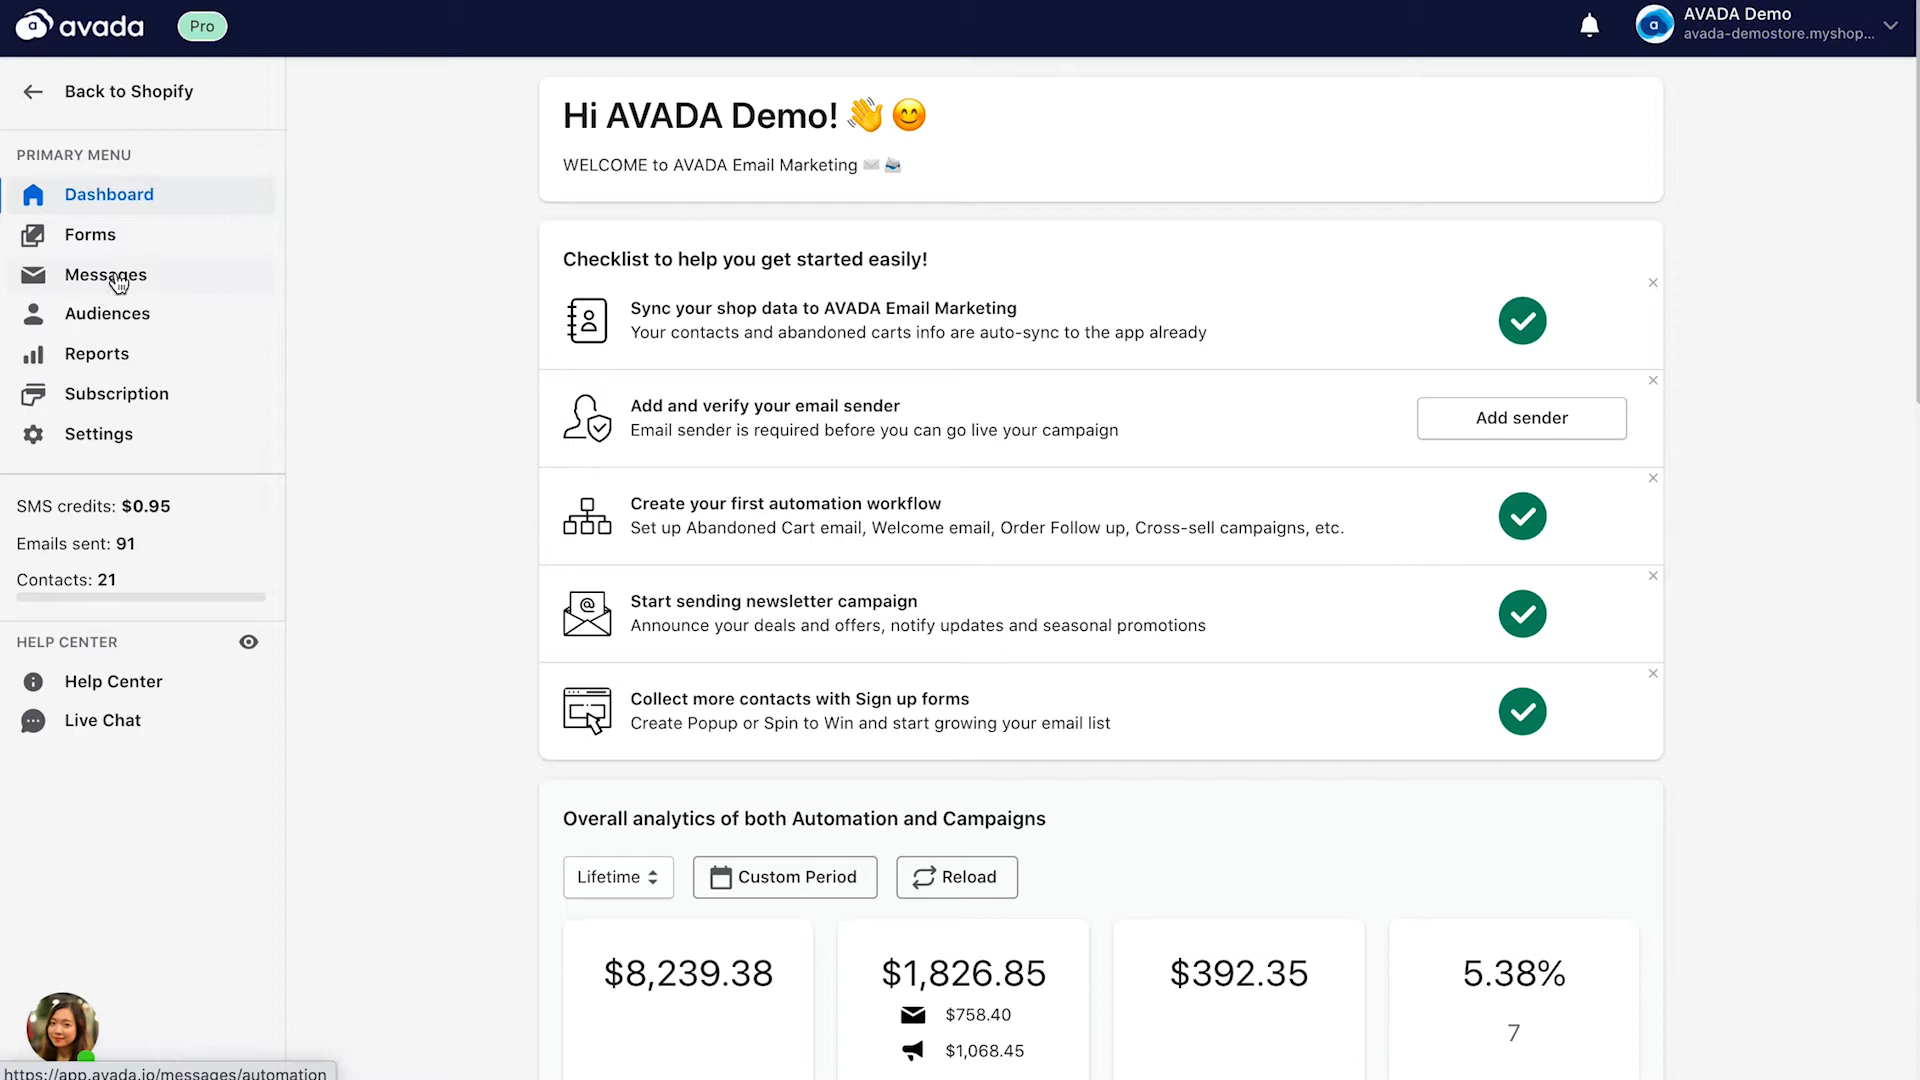 avada
Pro
AVADA Demo
avada-demostore.myshop...
Back to Shopify
PRIMARY MENU
Dashboard
Forms
Messages
Audiences
Reports
Subscription
Settings
SMS credits: $0.95
Emails sent: 91
Contacts: 21
HELP CENTER
Help Center
Live Chat
https://app.avada.io/messages/automation
Hi AVADA Demo! 👋 😊
WELCOME to AVADA Email Marketing
Checklist to help you get started easily!
Sync your shop data to AVADA Email Marketing
Your contacts and abandoned carts info are auto-sync to the app already
Add and verify your email sender
Email sender is required before you can go live your campaign
Add sender
Create your first automation workflow
Set up Abandoned Cart email, Welcome email, Order Follow up, Cross-sell campaigns, etc.
Start sending newsletter campaign
Announce your deals and offers, notify updates and seasonal promotions
Collect more contacts with Sign up forms
Create Popup or Spin to Win and start growing your email list
Overall analytics of both Automation and Campaigns
Lifetime
Custom Period
Reload
$8,239.38
$1,826.85
$758.40
$1,068.45
$392.35
5.38%
7